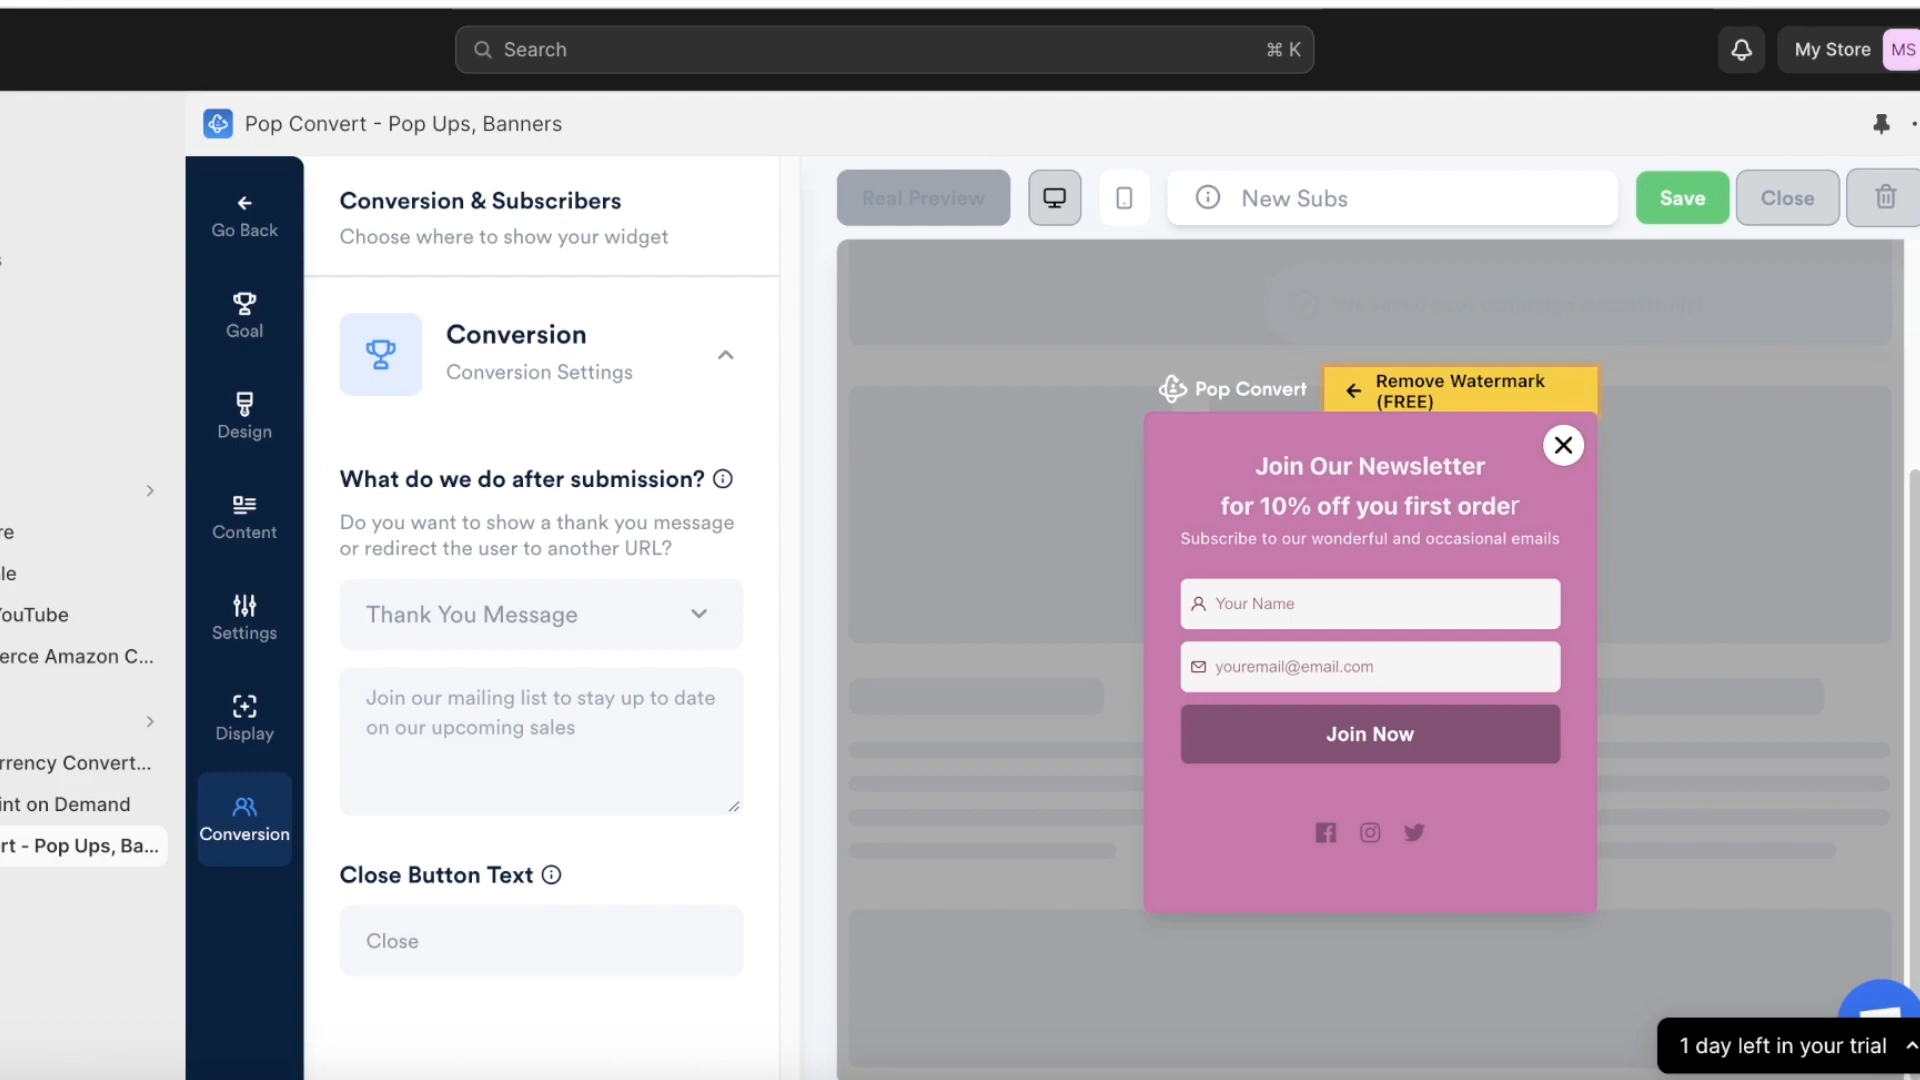 Search
⌘ K
My Store
MS
Pop Convert - Pop Ups, Banners
re
le
YouTube
erce Amazon C...
rrency Convert...
int on Demand
rt - Pop Ups, Ba...
Go Back
Goal
Design
Content
Settings
Display
Conversion
Conversion & Subscribers
Choose where to show your widget
Conversion
Conversion Settings
What do we do after submission?
Do you want to show a thank you message
or redirect the user to another URL?
Thank You Message
Join our mailing list to stay up to date
on our upcoming sales
Close Button Text
Close
Real Preview
New Subs
Save
Close
Pop Convert
Remove Watermark
(FREE)
Join Our Newsletter
for 10% off you first order
Subscribe to our wonderful and occasional emails
Your Name
youremail@email.com
Join Now
1 day left in your trial